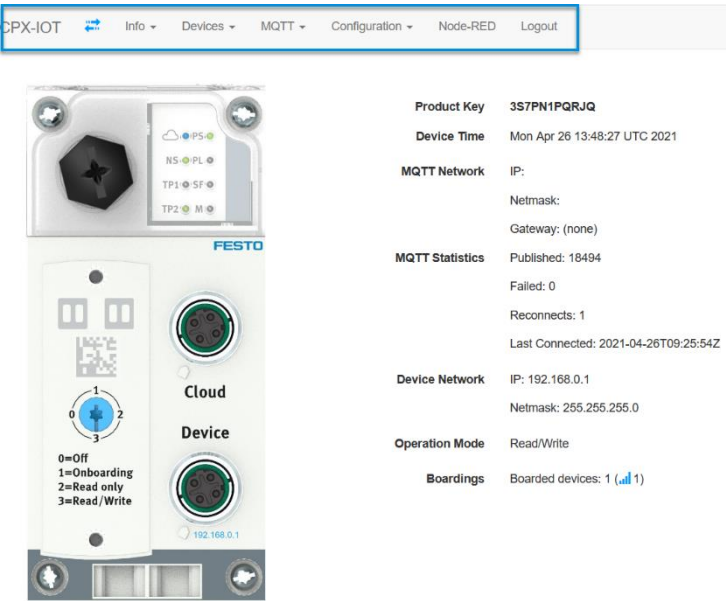 CPX-IOT Info Devices MQTT Configuration Node-RED Logout
PS
NS PL
TP1 SF
TP2 M
FESTO
Cloud
1
0 2
3
Device
0=Off
1=Onboarding
2=Read only
3=Read/Write
192.168.0.1
Product Key 3S7PN1PQRJQ
Device Time Mon Apr 26 13:48:27 UTC 2021
MQTT Network IP:
Netmask:
Gateway: (none)
MQTT Statistics Published: 18494
Failed: 0
Reconnects: 1
Last Connected: 2021-04-26T09:25:54Z
Device Network IP: 192.168.0.1
Netmask: 255.255.255.0
Operation Mode Read/Write
Boardings Boarded devices: 1 (1)